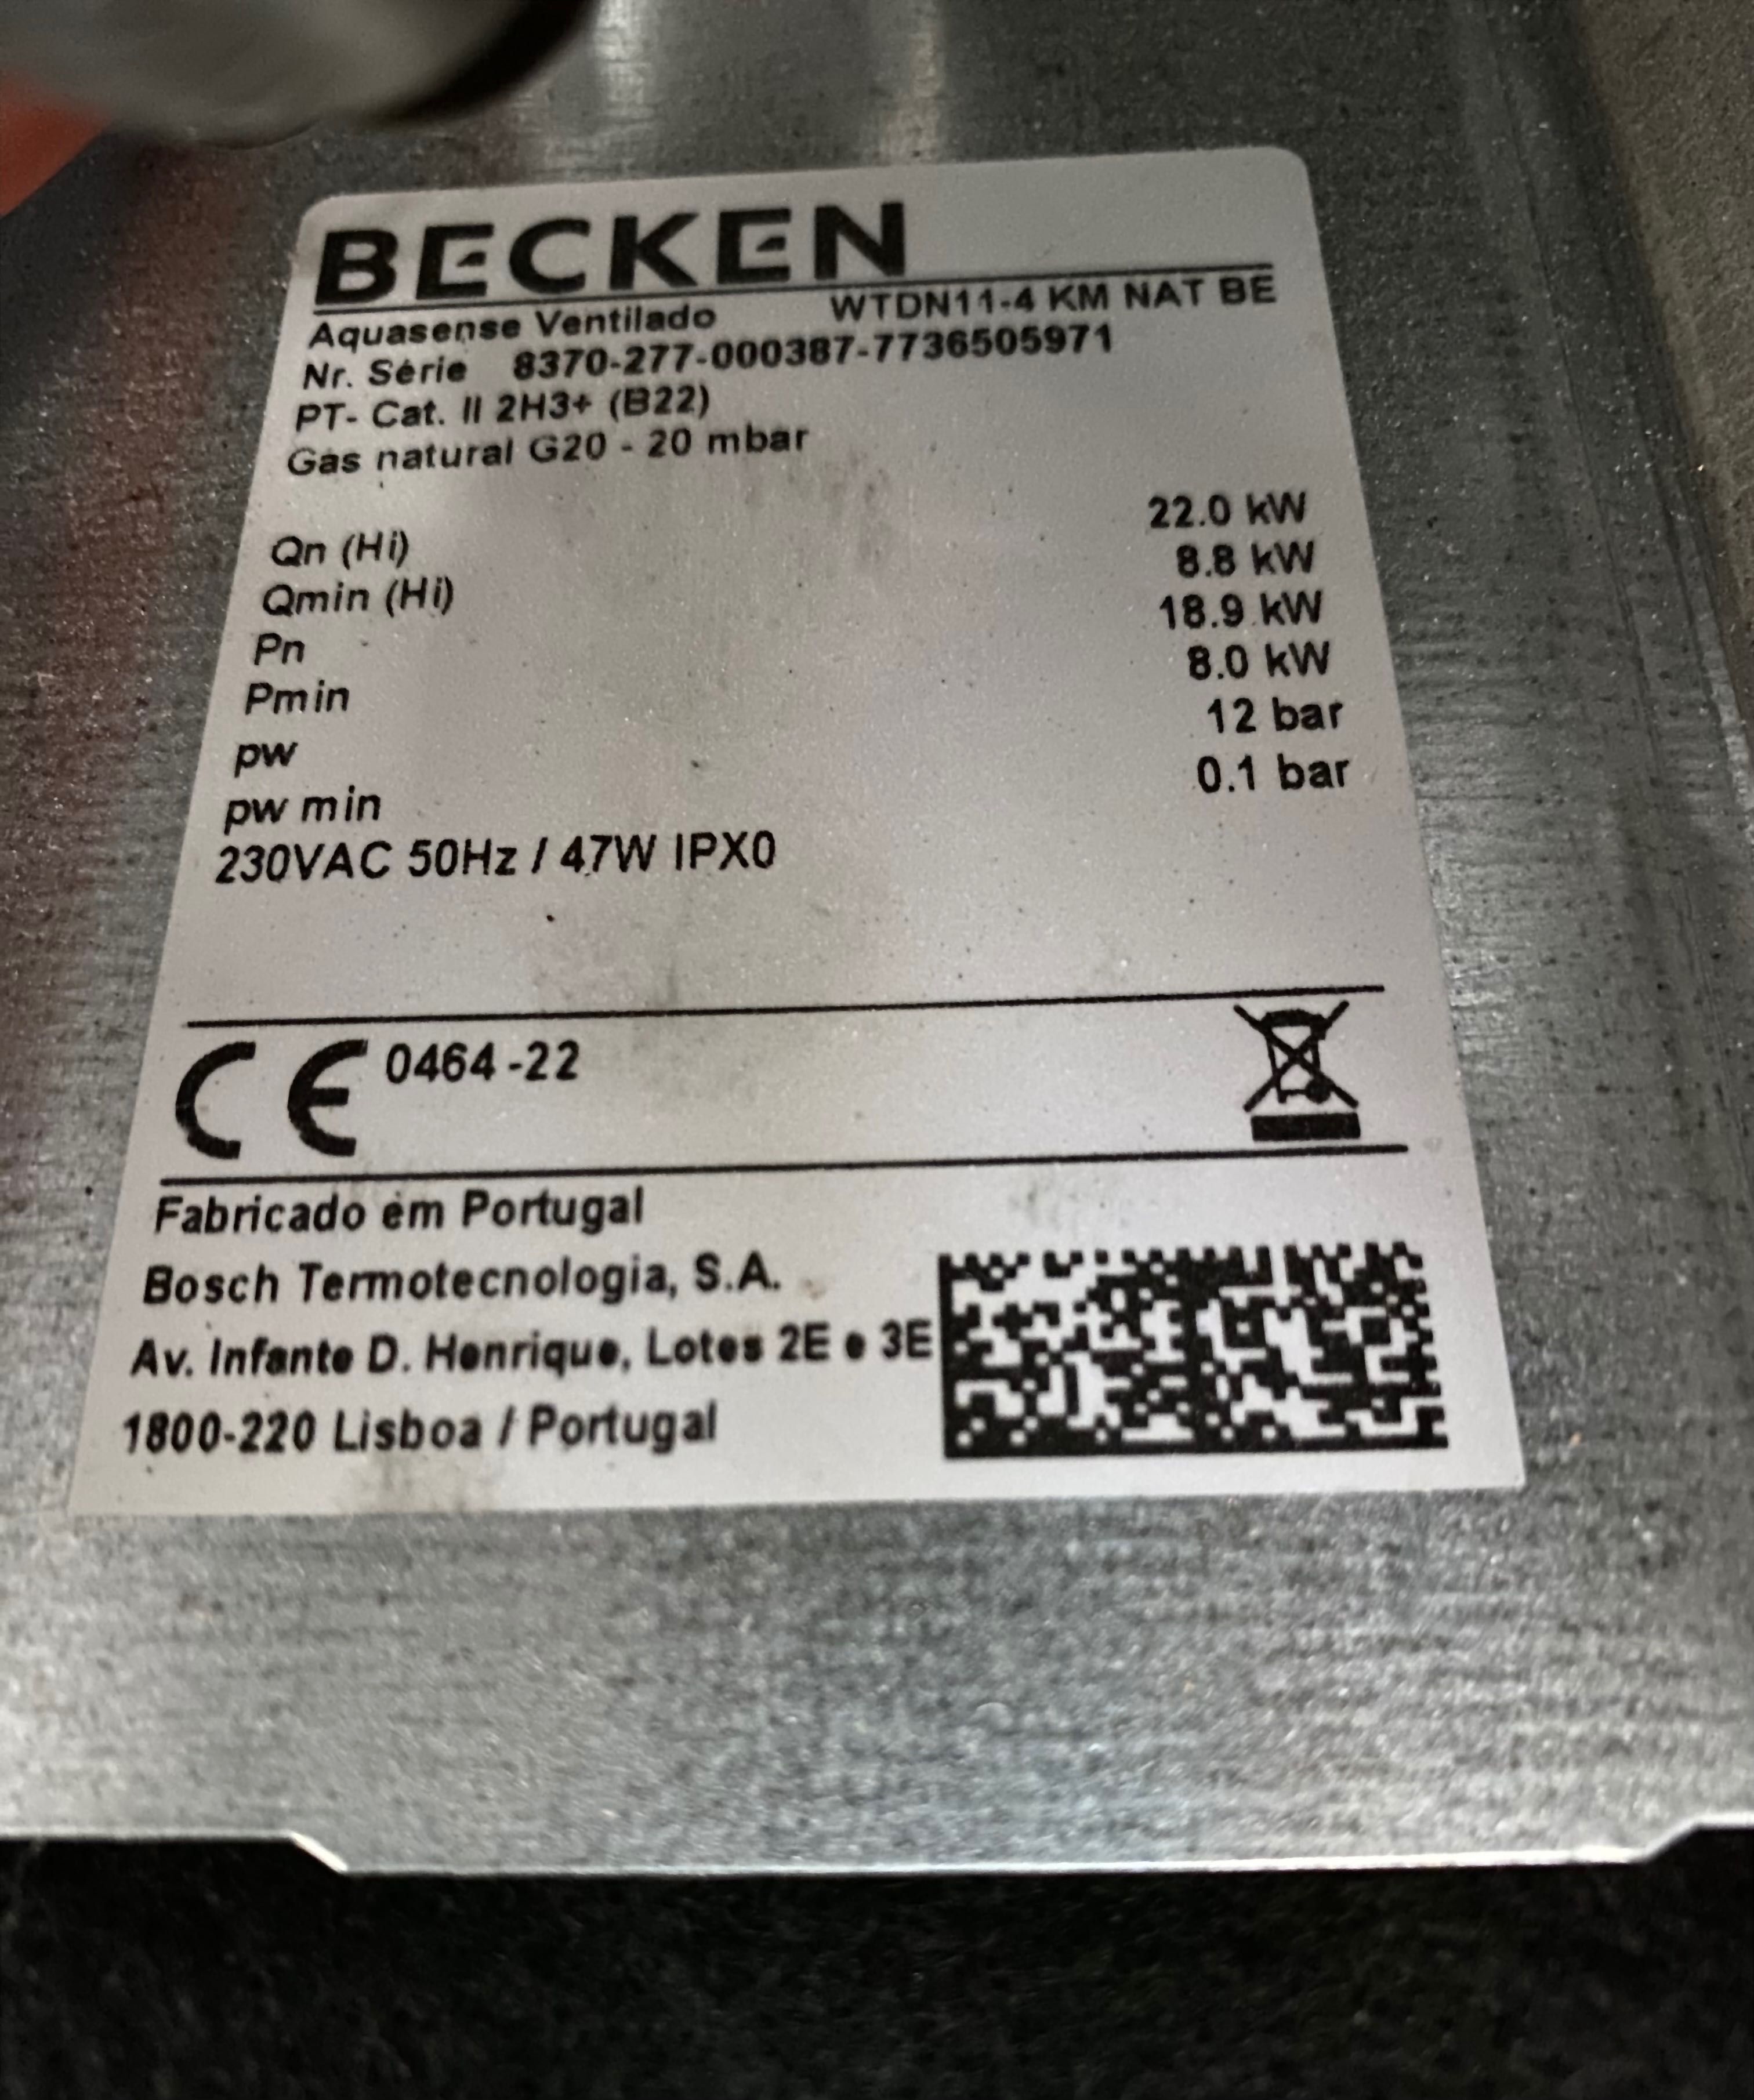 BECKEN
Aquasense Ventilado WTDN11-4 KM NAT BE
Nr. Série 8370-277-000387-7736505971
PT- Cat. II 2H3+ (B22)
Gas natural G20 - 20 mbar
Qn (Hi) 22.0 kW
Qmin (Hi) 8.8 kW
Pn 18.9 kW
Pmin 8.0 kW
pw 12 bar
pw min 0.1 bar
230VAC 50Hz / 47W IPX0
CE 0464-22
Fabricado em Portugal
Bosch Termotecnologia, S.A.
Av. Infante D. Henrique, Lotes 2E e 3E
1800-220 Lisboa / Portugal